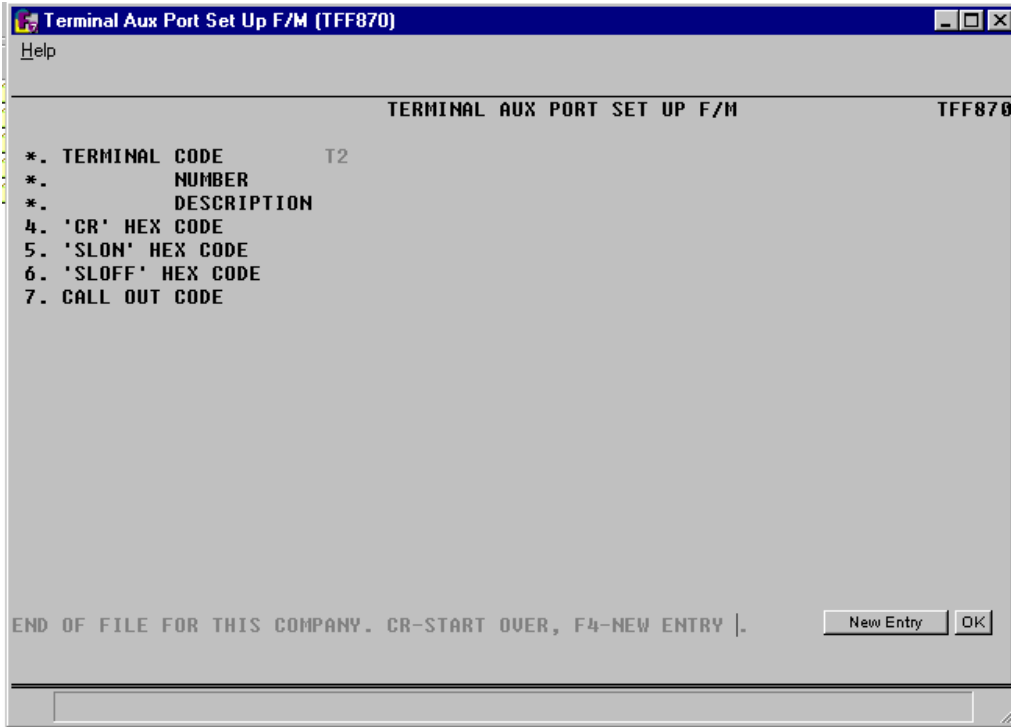 Terminal Aux Port Set Up F/M (TFF870)
Help
TERMINAL AUX PORT SET UP F/M TFF870
*. TERMINAL CODE T2
*. NUMBER
*. DESCRIPTION
4. 'CR' HEX CODE
5. 'SLON' HEX CODE
6. 'SLOFF' HEX CODE
7. CALL OUT CODE
END OF FILE FOR THIS COMPANY. CR-START OVER, F4-NEW ENTRY . New Entry OK